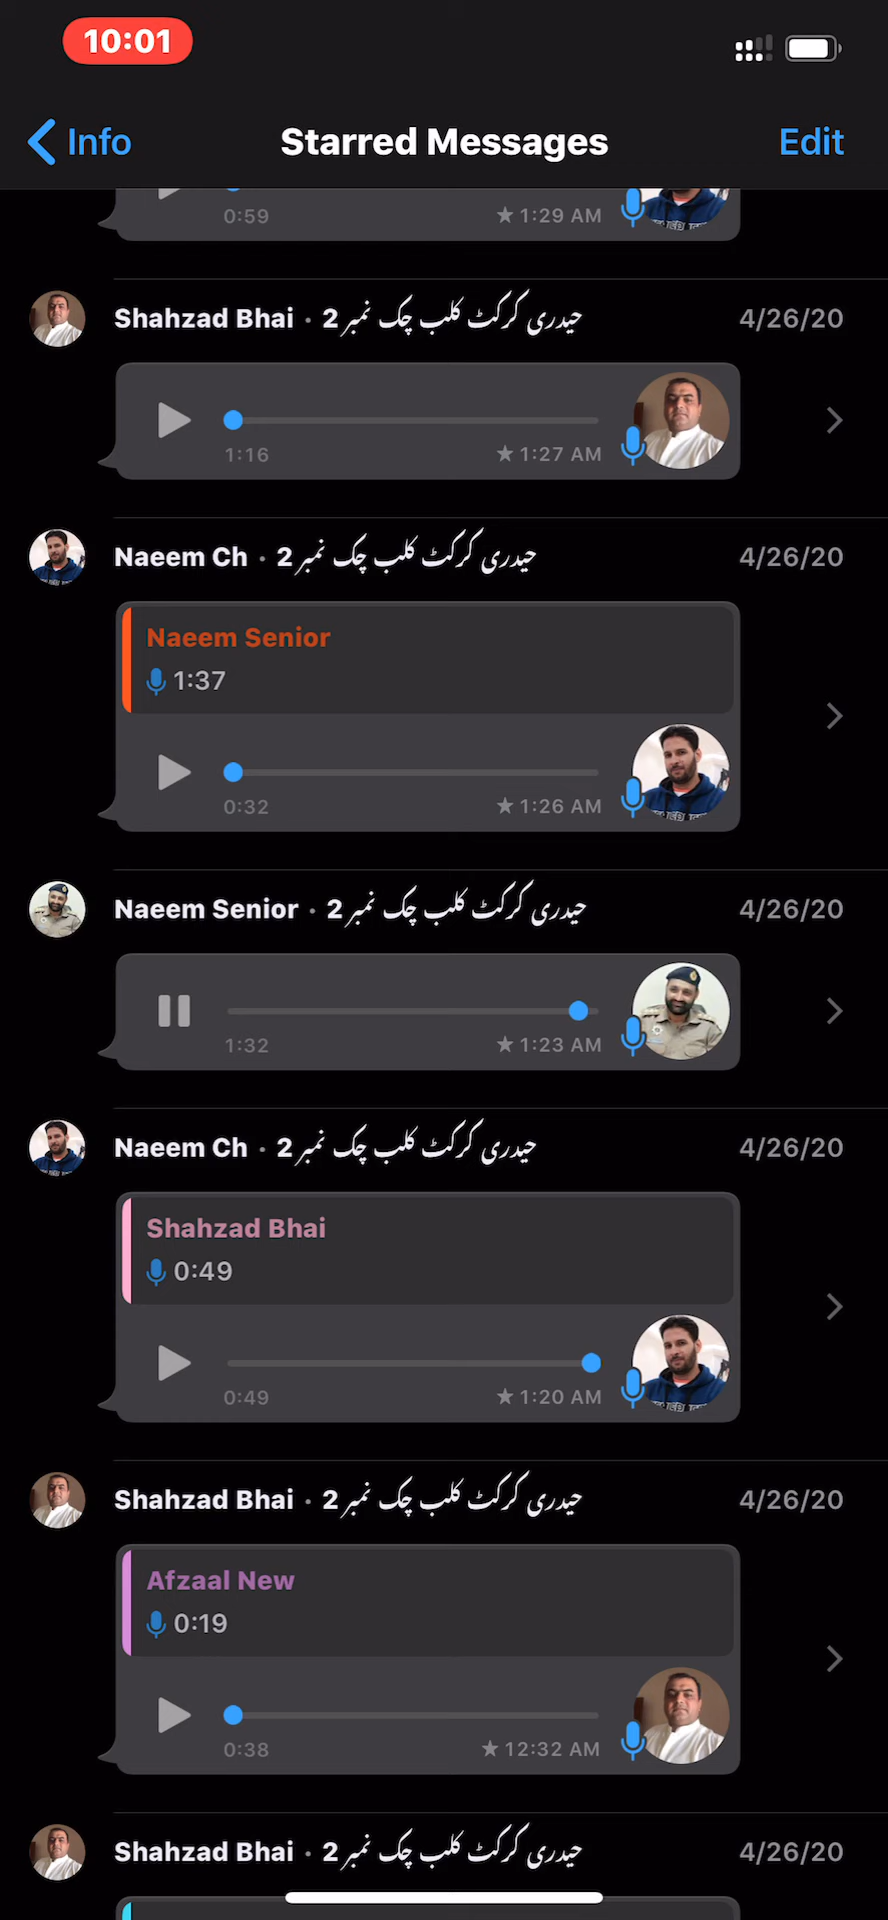 10:01
Info
Starred Messages
Edit
0:59
1:29 AM
Shahzad Bhai · حیدری کرکٹ کلب چک نمبر 2
4/26/20
1:16
1:27 AM
Naeem Ch · حیدری کرکٹ کلب چک نمبر 2
4/26/20
Naeem Senior
1:37
0:32
1:26 AM
Naeem Senior · حیدری کرکٹ کلب چک نمبر 2
4/26/20
1:32
1:23 AM
Naeem Ch · حیدری کرکٹ کلب چک نمبر 2
4/26/20
Shahzad Bhai
0:49
0:49
1:20 AM
Shahzad Bhai · حیدری کرکٹ کلب چک نمبر 2
4/26/20
Afzaal New
0:19
0:38
12:32 AM
Shahzad Bhai · حیدری کرکٹ کلب چک نمبر 2
4/26/20